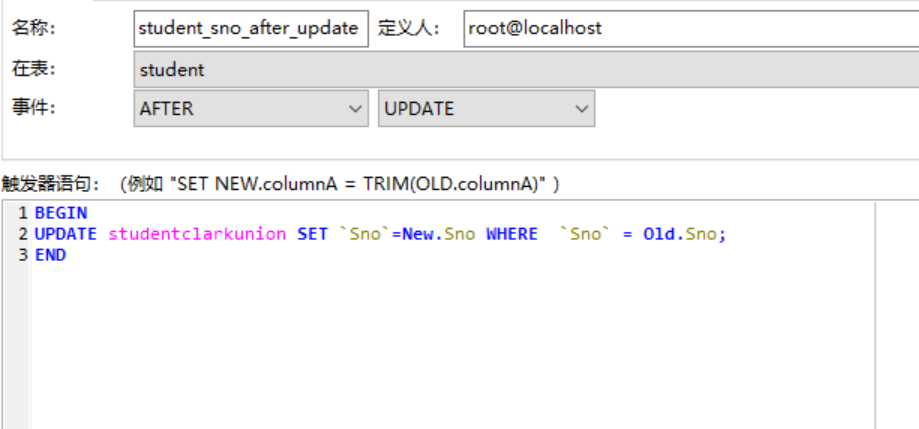 名称: student_sno_after_update 定义人: root@localhost
在表: student
事件: AFTER UPDATE
触发器语句: (例如 "SET NEW.columnA = TRIM(OLD.columnA)" )
1 BEGIN
2 UPDATE studentclarkunion SET `Sno`=New.Sno WHERE  `Sno` = Old.Sno;
3 END